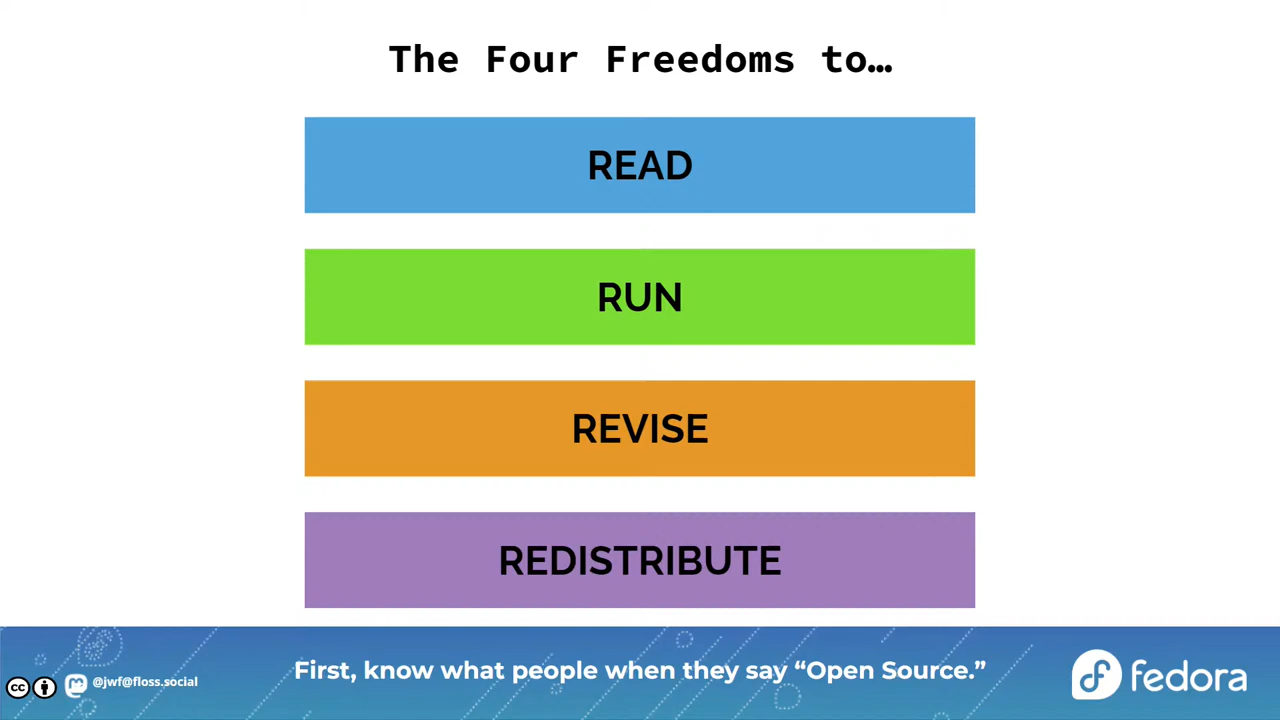 The Four Freedoms to…
READ
RUN
REVISE
REDISTRIBUTE
First, know what people when they say “Open Source.”
cc
@jwf@floss.social
fedora